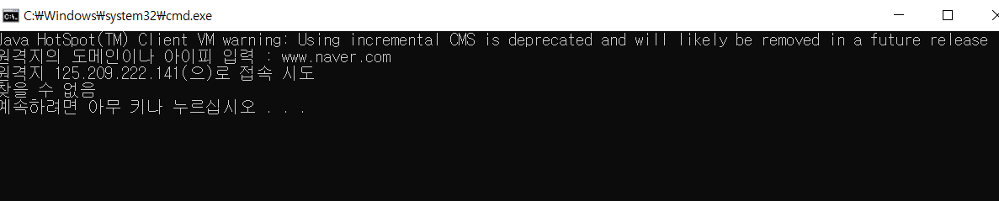 C:\Windows\system32\cmd.exe
Java HotSpot(TM) Client VM warning: Using incremental CMS is deprecated and will likely be removed in a future release
원격지의 도메인이나 아이피 입력 : www.naver.com
원격지 125.209.222.141(으)로 접속 시도
찾을 수 없음
계속하려면 아무 키나 누르십시오 . . .